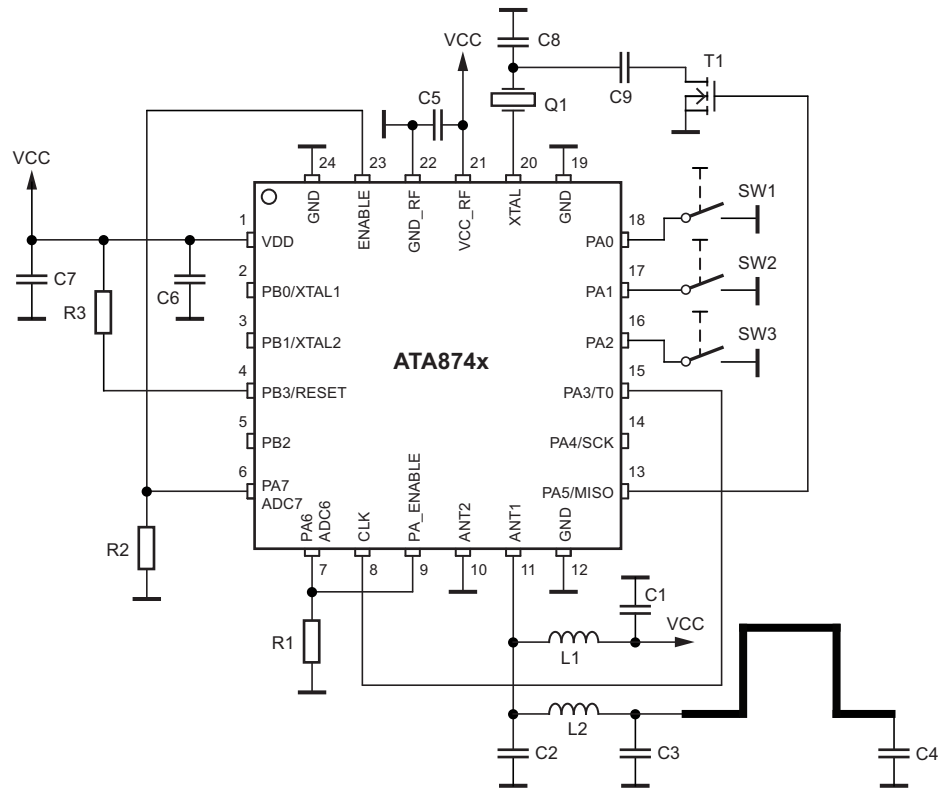 C8
VCC
T1
C5
Q1
C9
24
23
22
21
20
19
VCC
GND
ENABLE
GND_RF
VCC_RF
XTAL
GND
SW1
1
VDD
18
PA0
C7
C6
R3
2
PB0/XTAL1
17
PA1
SW2
3
PB1/XTAL2
16
PA2
SW3
ATA874x
4
PB3/RESET
15
PA3/T0
5
PB2
14
PA4/SCK
6
PA7
ADC7
13
PA5/MISO
PA6
ADC6
CLK
PA_ENABLE
ANT2
ANT1
GND
R2
7
8
9
10
11
12
C1
R1
L1
VCC
L2
C2
C3
C4